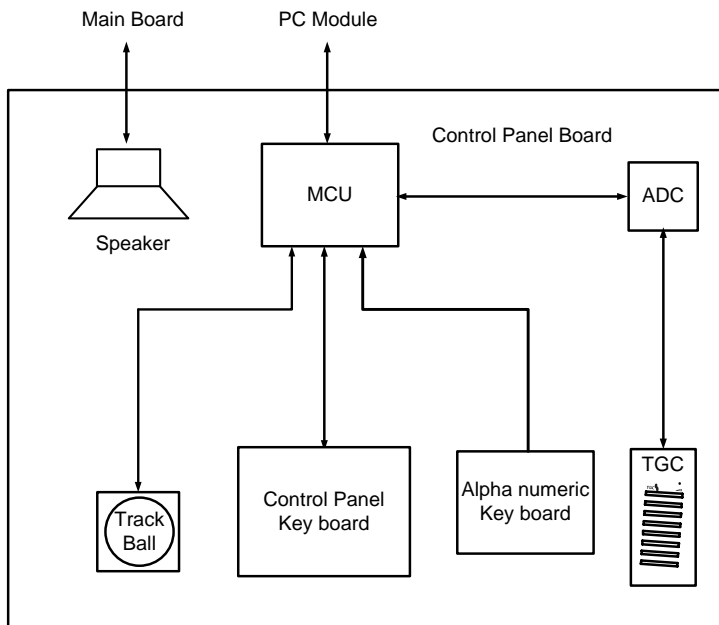 Main Board
PC Module
Control Panel Board
MCU
ADC
Speaker
TGC
Track
Ball
Control Panel
Key board
Alpha numeric
Key board